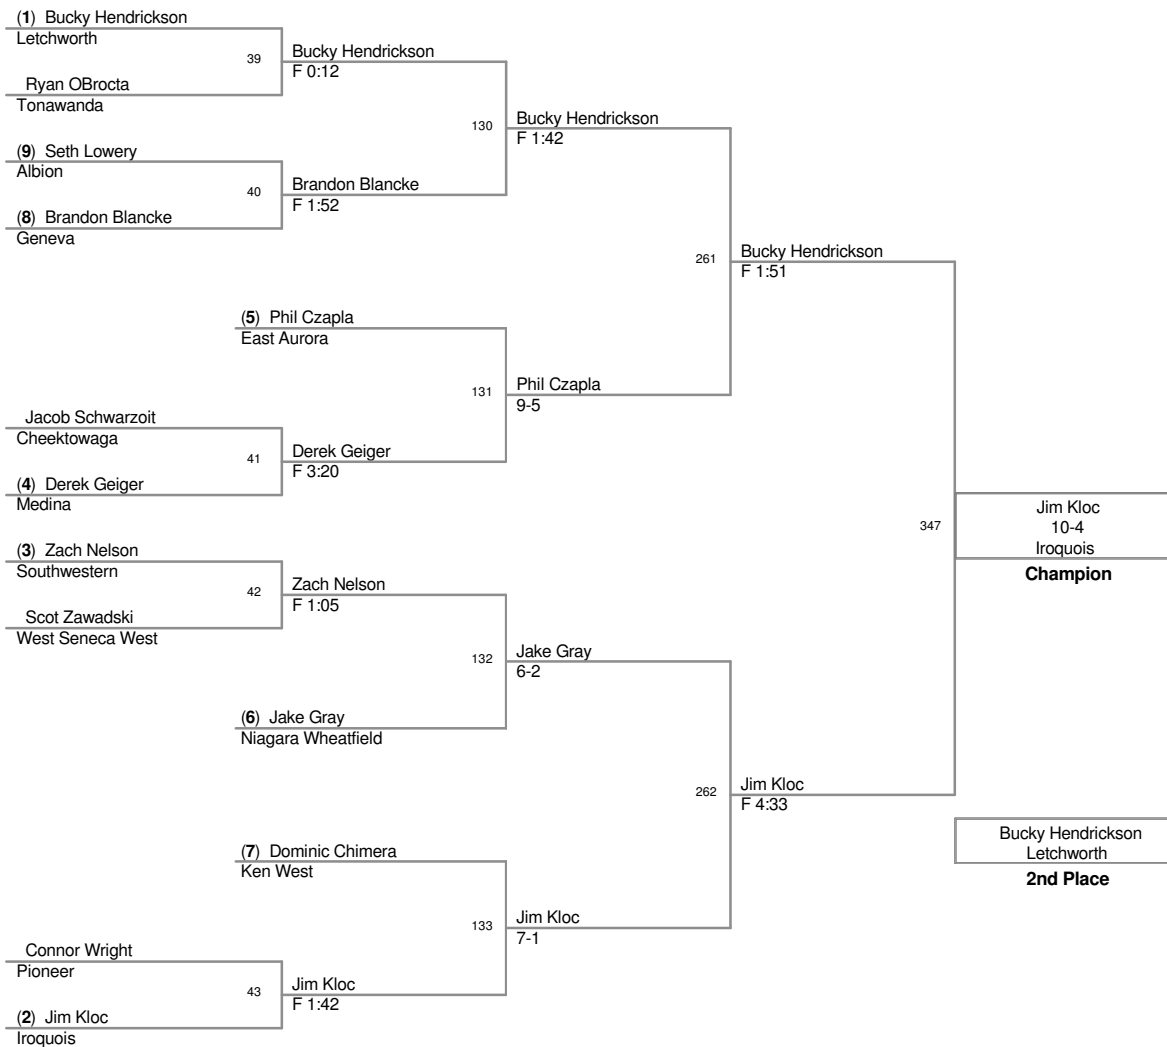 (1) Bucky Hendrickson
Letchworth
39
Bucky Hendrickson
F 0:12
Ryan OBrocta
Tonawanda
130
Bucky Hendrickson
F 1:42
(9) Seth Lowery
Albion
40
Brandon Blancke
F 1:52
(8) Brandon Blancke
Geneva
261
Bucky Hendrickson
F 1:51
(5) Phil Czapla
East Aurora
131
Phil Czapla
9-5
Jacob Schwarzoit
Cheektowaga
41
Derek Geiger
F 3:20
(4) Derek Geiger
Medina
347
Jim Kloc
10-4
Iroquois
Champion
(3) Zach Nelson
Southwestern
42
Zach Nelson
F 1:05
Scot Zawadski
West Seneca West
132
Jake Gray
6-2
(6) Jake Gray
Niagara Wheatfield
262
Jim Kloc
F 4:33
Bucky Hendrickson
Letchworth
2nd Place
(7) Dominic Chimera
Ken West
133
Jim Kloc
7-1
Connor Wright
Pioneer
43
Jim Kloc
F 1:42
(2) Jim Kloc
Iroquois